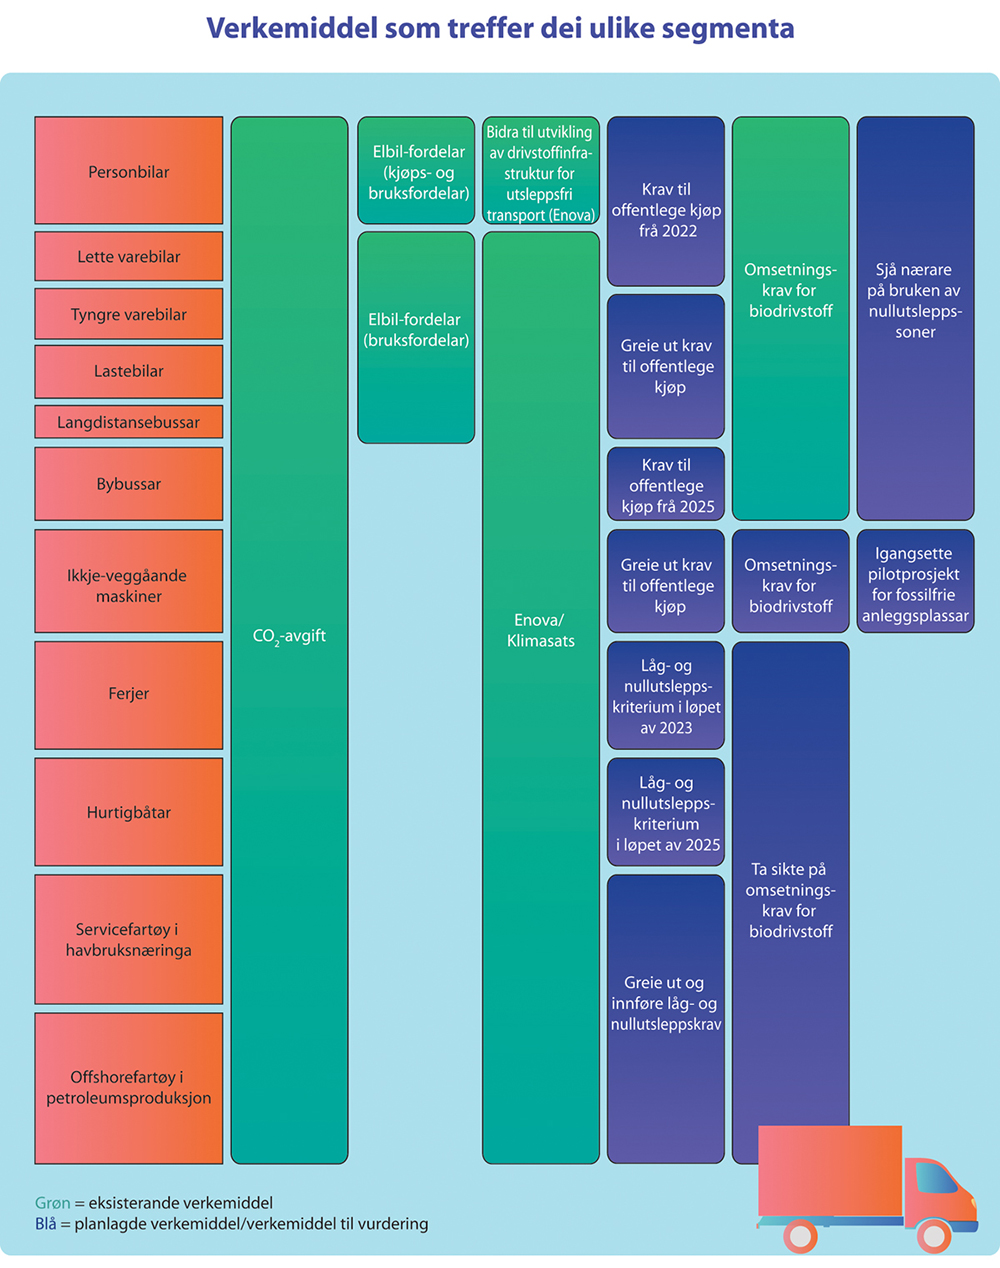 Verkemiddel som treffer dei ulike segmenta
Personbilar
Lette varebilar
Tyngre varebilar
Lastebilar
Langdistansebussar
Bybussar
Ikkje-veggåande
maskiner
Ferjer
Hurtigbåtar
Servicefartøy i
havbruksnæringa
Offshorefartøy i
petroleumsproduksjon
CO₂-avgift
Elbil-fordelar
(kjøps- og
bruksfordelar)
Elbil-fordelar
(bruksfordelar)
Bidra til utvikling
av drivstoffinfra-
struktur for
utsleppsfri
transport (Enova)
Enova/
Klimasats
Krav til
offentlege kjøp
frå 2022
Greie ut krav
til offentlege
kjøp
Krav til
offentlege
kjøp frå 2025
Greie ut krav
til offentlege
kjøp
Låg- og
nullutslepps-
kriterium i løpet
av 2023
Låg- og
nullutslepps-
kriterium
i løpet av 2025
Greie ut og
innføre låg- og
nullutsleppskrav
Omsetnings-
krav for
biodrivstoff
Omsetnings-
krav for
biodrivstoff
Ta sikte på
omsetnings-
krav for
biodrivstoff
Sjå nærare
på bruken av
nullutslepps-
soner
Igangsette
pilotprosjekt
for fossilfrie
anleggsplassar
Grøn = eksisterande verkemiddel
Blå = planlagde verkemiddel/verkemiddel til vurdering